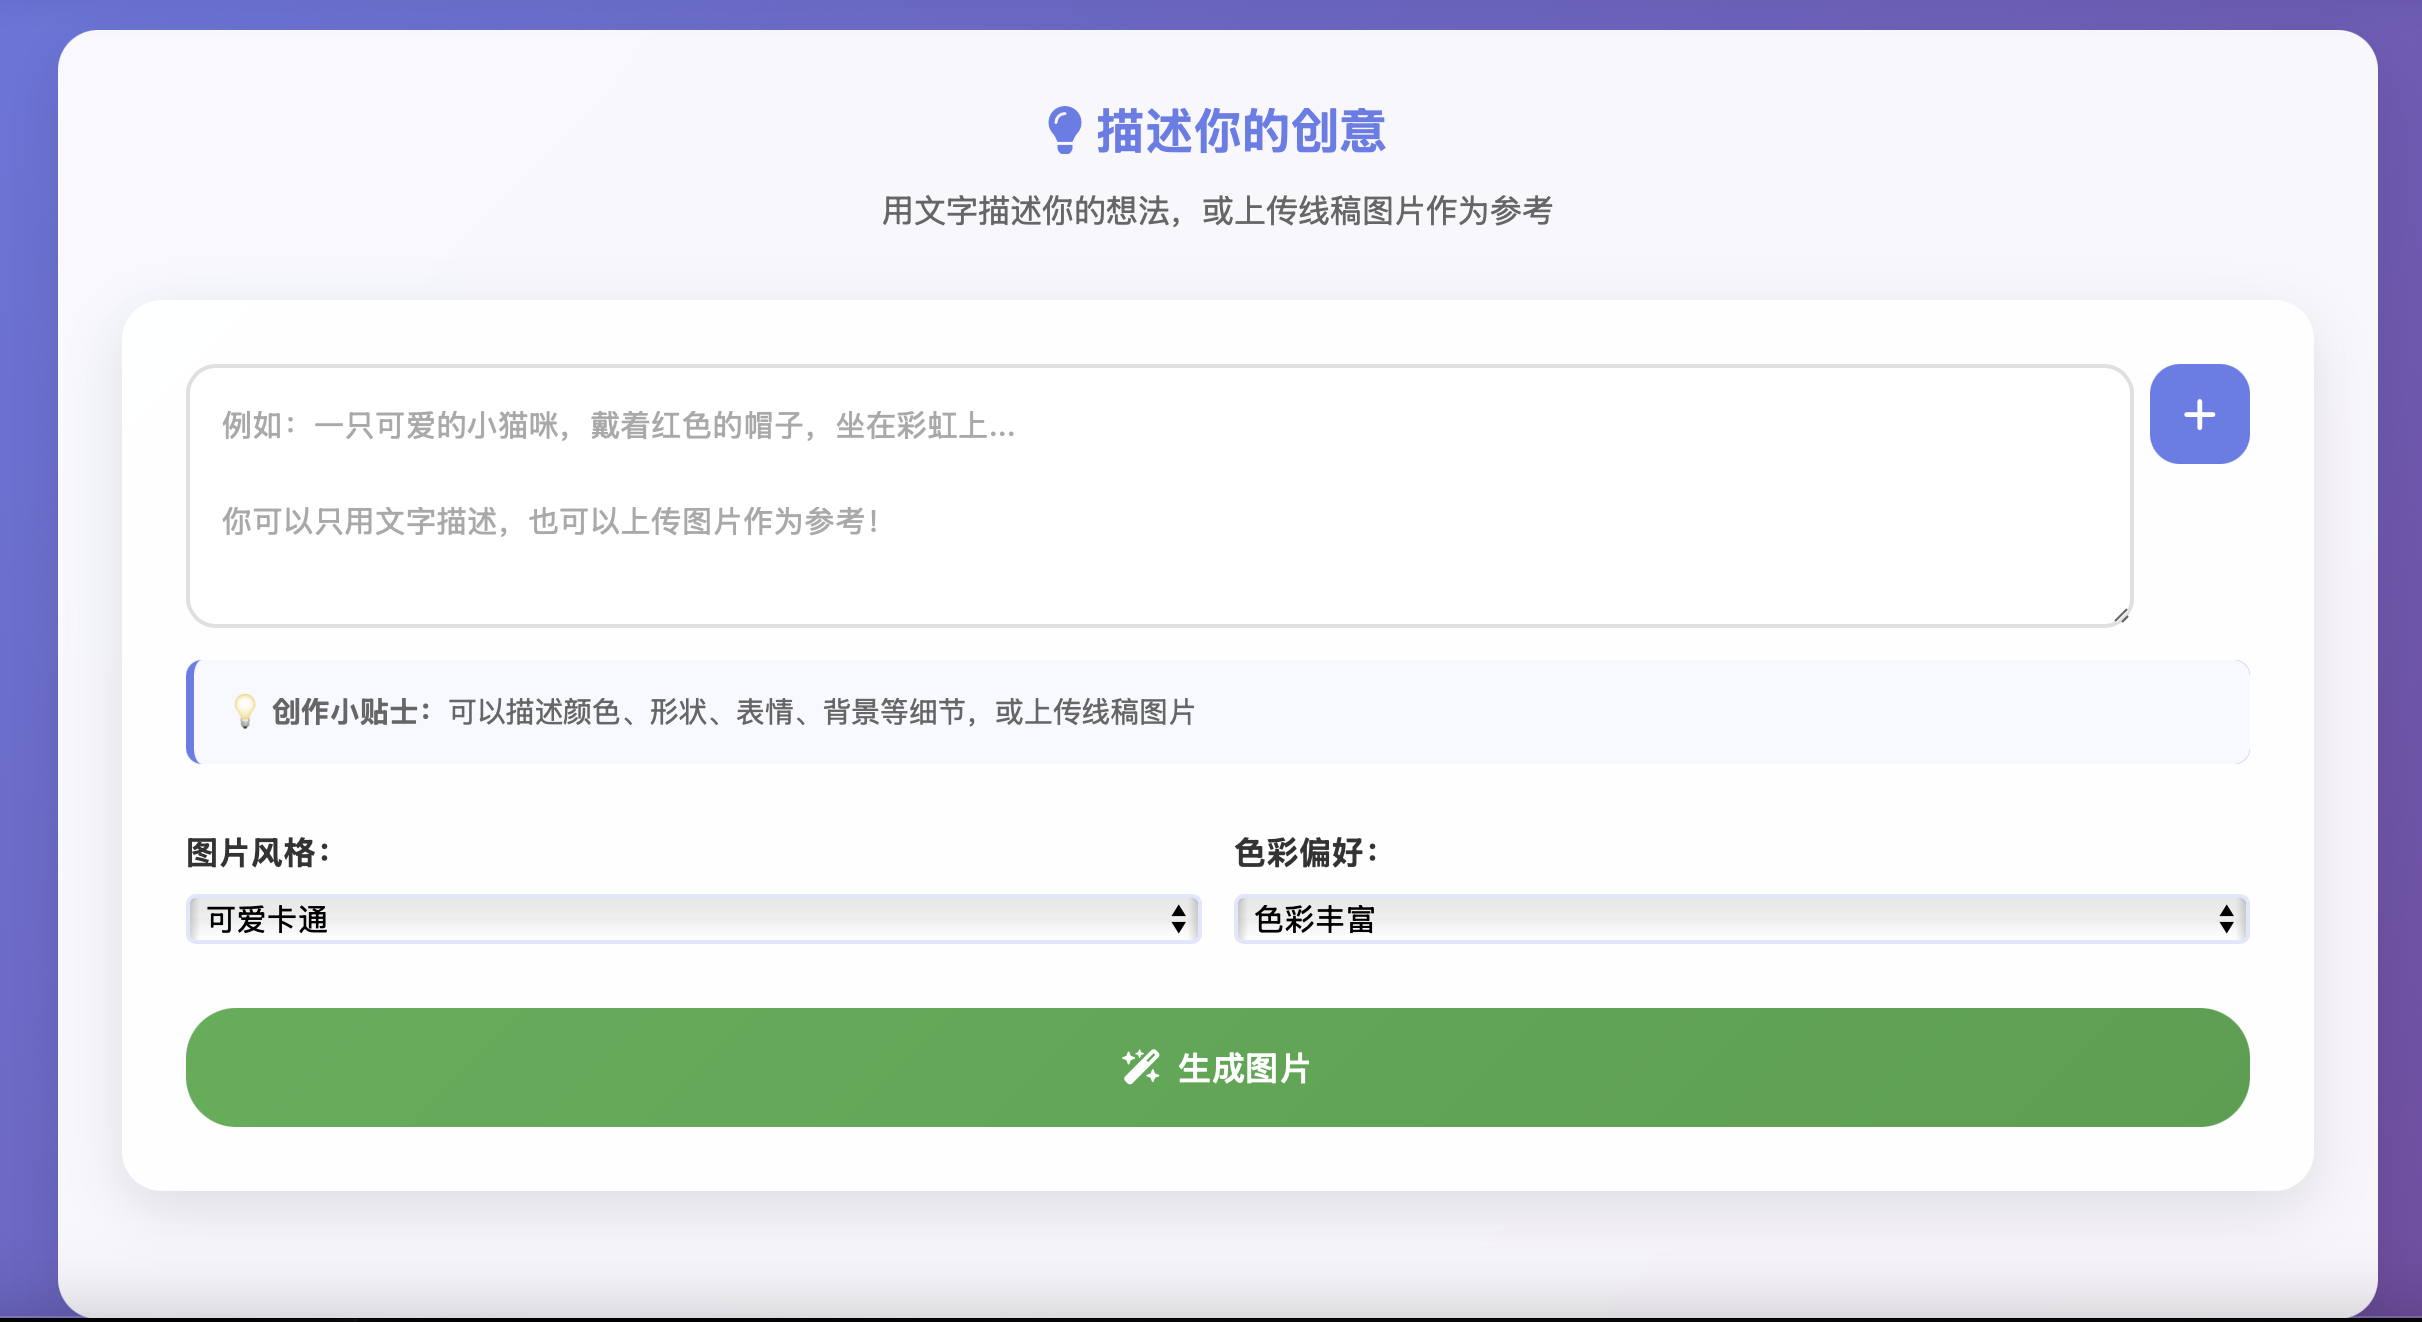 描述你的创意
用文字描述你的想法，或上传线稿图片作为参考
例如：一只可爱的小猫咪，戴着红色的帽子，坐在彩虹上...
你可以只用文字描述，也可以上传图片作为参考！
创作小贴士：可以描述颜色、形状、表情、背景等细节，或上传线稿图片
图片风格：
色彩偏好：
可爱卡通
色彩丰富
生成图片